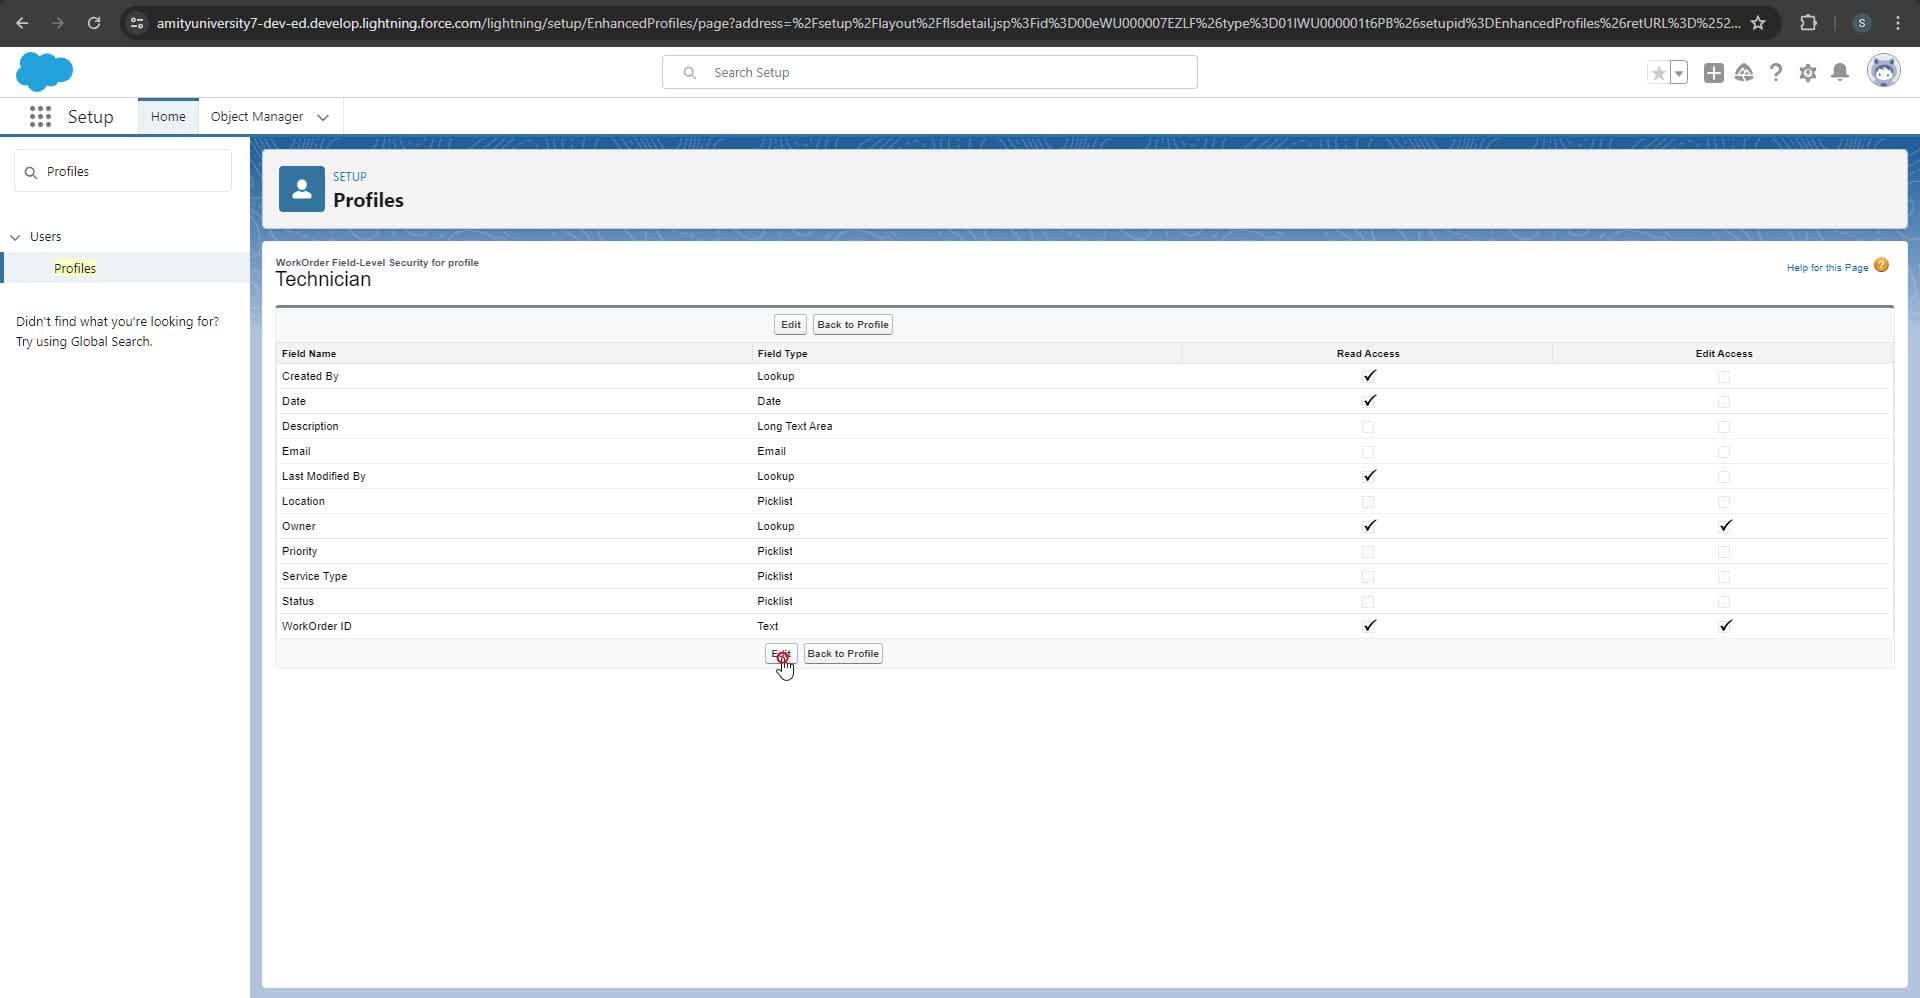 amityuniversity7-dev-ed.develop.lightning.force.com/lightning/setup/EnhancedProfiles/page?address=%2Fsetup%2Flayout%2Fflsdetail.jsp%3Fid%3D00eWU000007EZLF%26type%3D01IWU000001t6PB%26setupid%3DEnhancedProfiles%26retURL%3D%252...
S
Search Setup
Setup
Home
Object Manager
Profiles
Users
Profiles
Didn't find what you're looking for?
Try using Global Search.
SETUP
Profiles
WorkOrder Field-Level Security for profile
Technician
Help for this Page ?
Edit Back to Profile
Field Name Field Type Read Access Edit Access
Created By Lookup
Date Date
Description Long Text Area
Email Email
Last Modified By Lookup
Location Picklist
Owner Lookup
Priority Picklist
Service Type Picklist
Status Picklist
WorkOrder ID Text
Edit Back to Profile